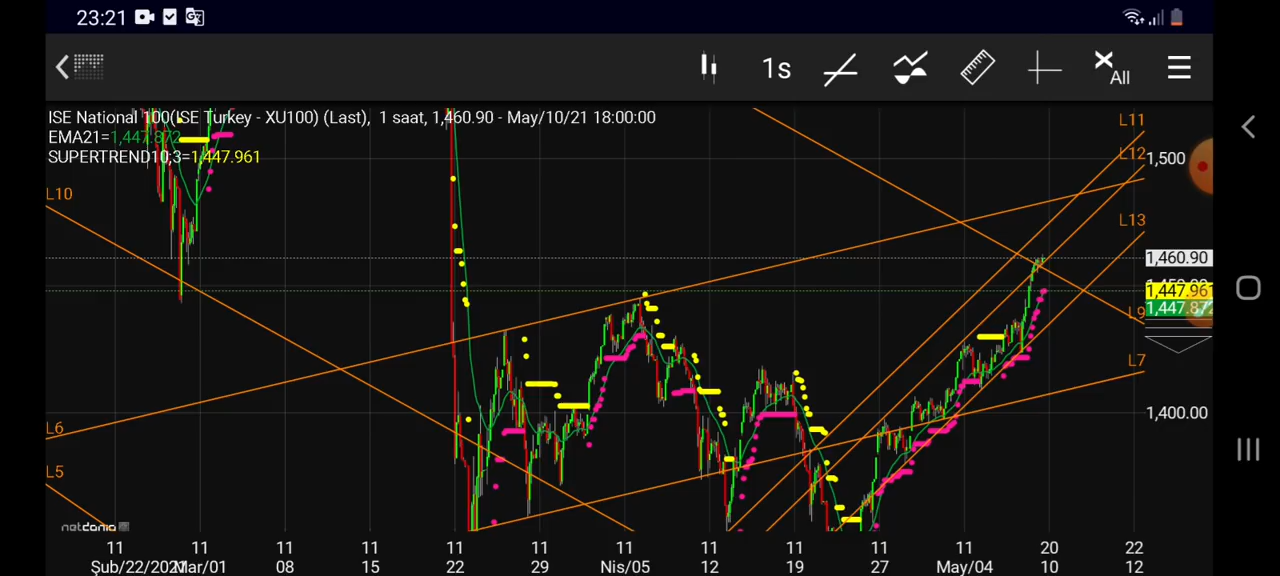 23:21
1s
All
ISE National 100(ISE Turkey - XU100) (Last), 1 saat, 1,460.90 - May/10/21 18:00:00
EMA21=1,447.872
SUPERTREND10;3=1,447.961
L11
L12
1,500
L10
L13
1,460.90
1,447.961
1,447.872
L9
L7
L6
1,400.00
L5
netdania
11 11 11 11 11 11 11 11 11 11 11 20 22
Şub/22/2021 Mar/01 08 15 22 29 Nis/05 12 19 27 May/04 10 12